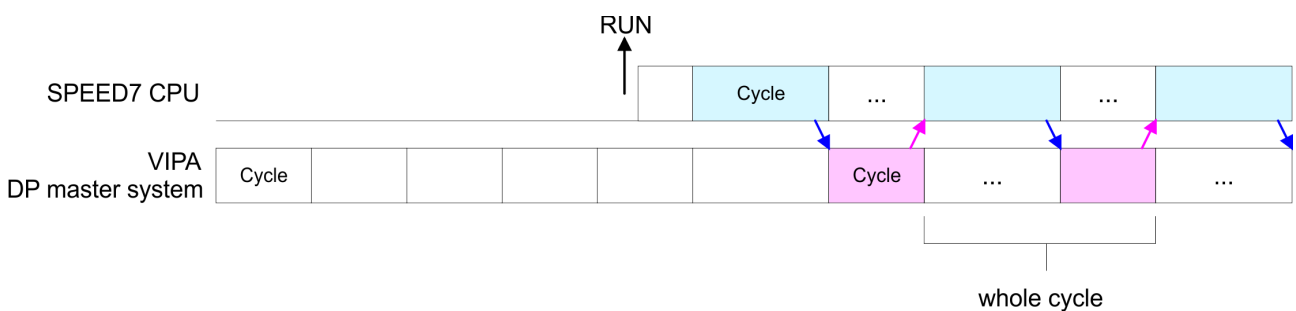 RUN
SPEED7 CPU
Cycle
...
...
VIPA
DP master system
Cycle
Cycle
...
...
whole cycle